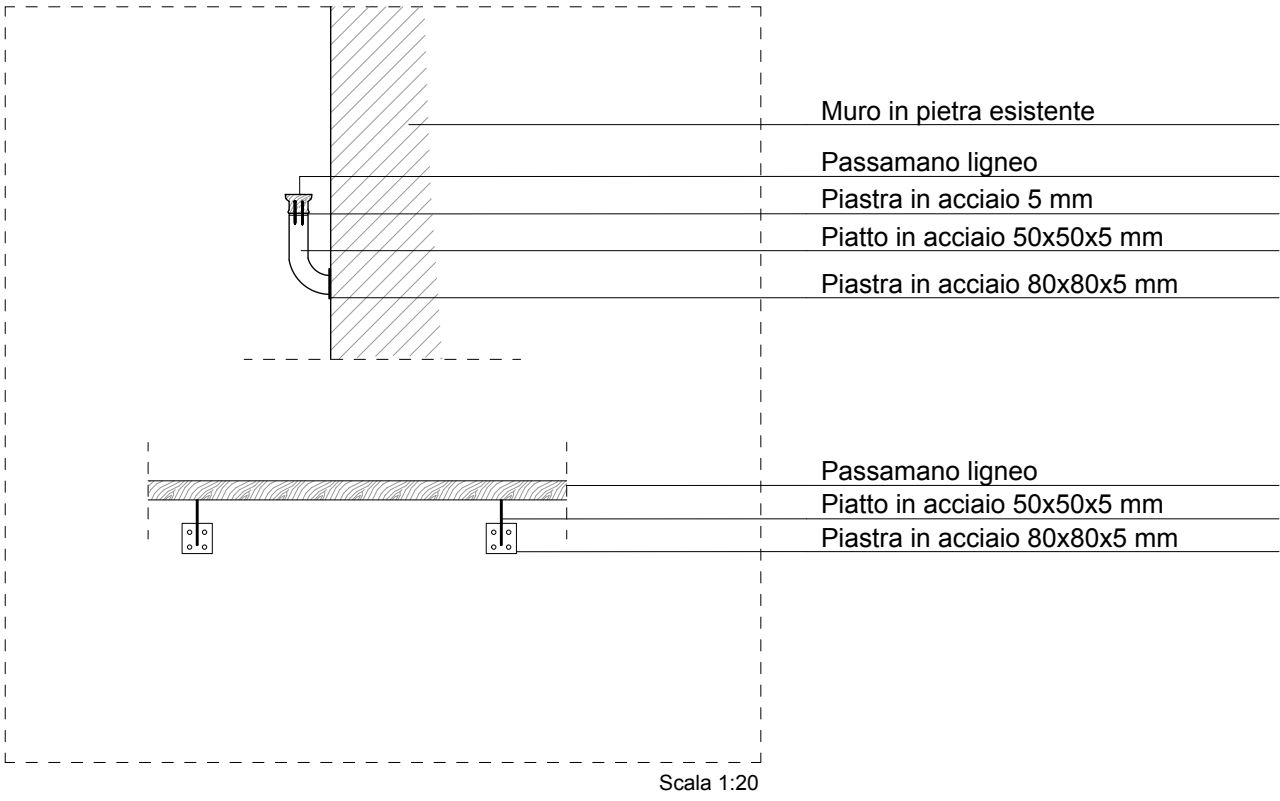 Muro in pietra esistente
Passamano ligneo
Piastra in acciaio 5 mm
Piatto in acciaio 50x50x5 mm
Piastra in acciaio 80x80x5 mm
Passamano ligneo
Piatto in acciaio 50x50x5 mm
Piastra in acciaio 80x80x5 mm
Scala 1:20